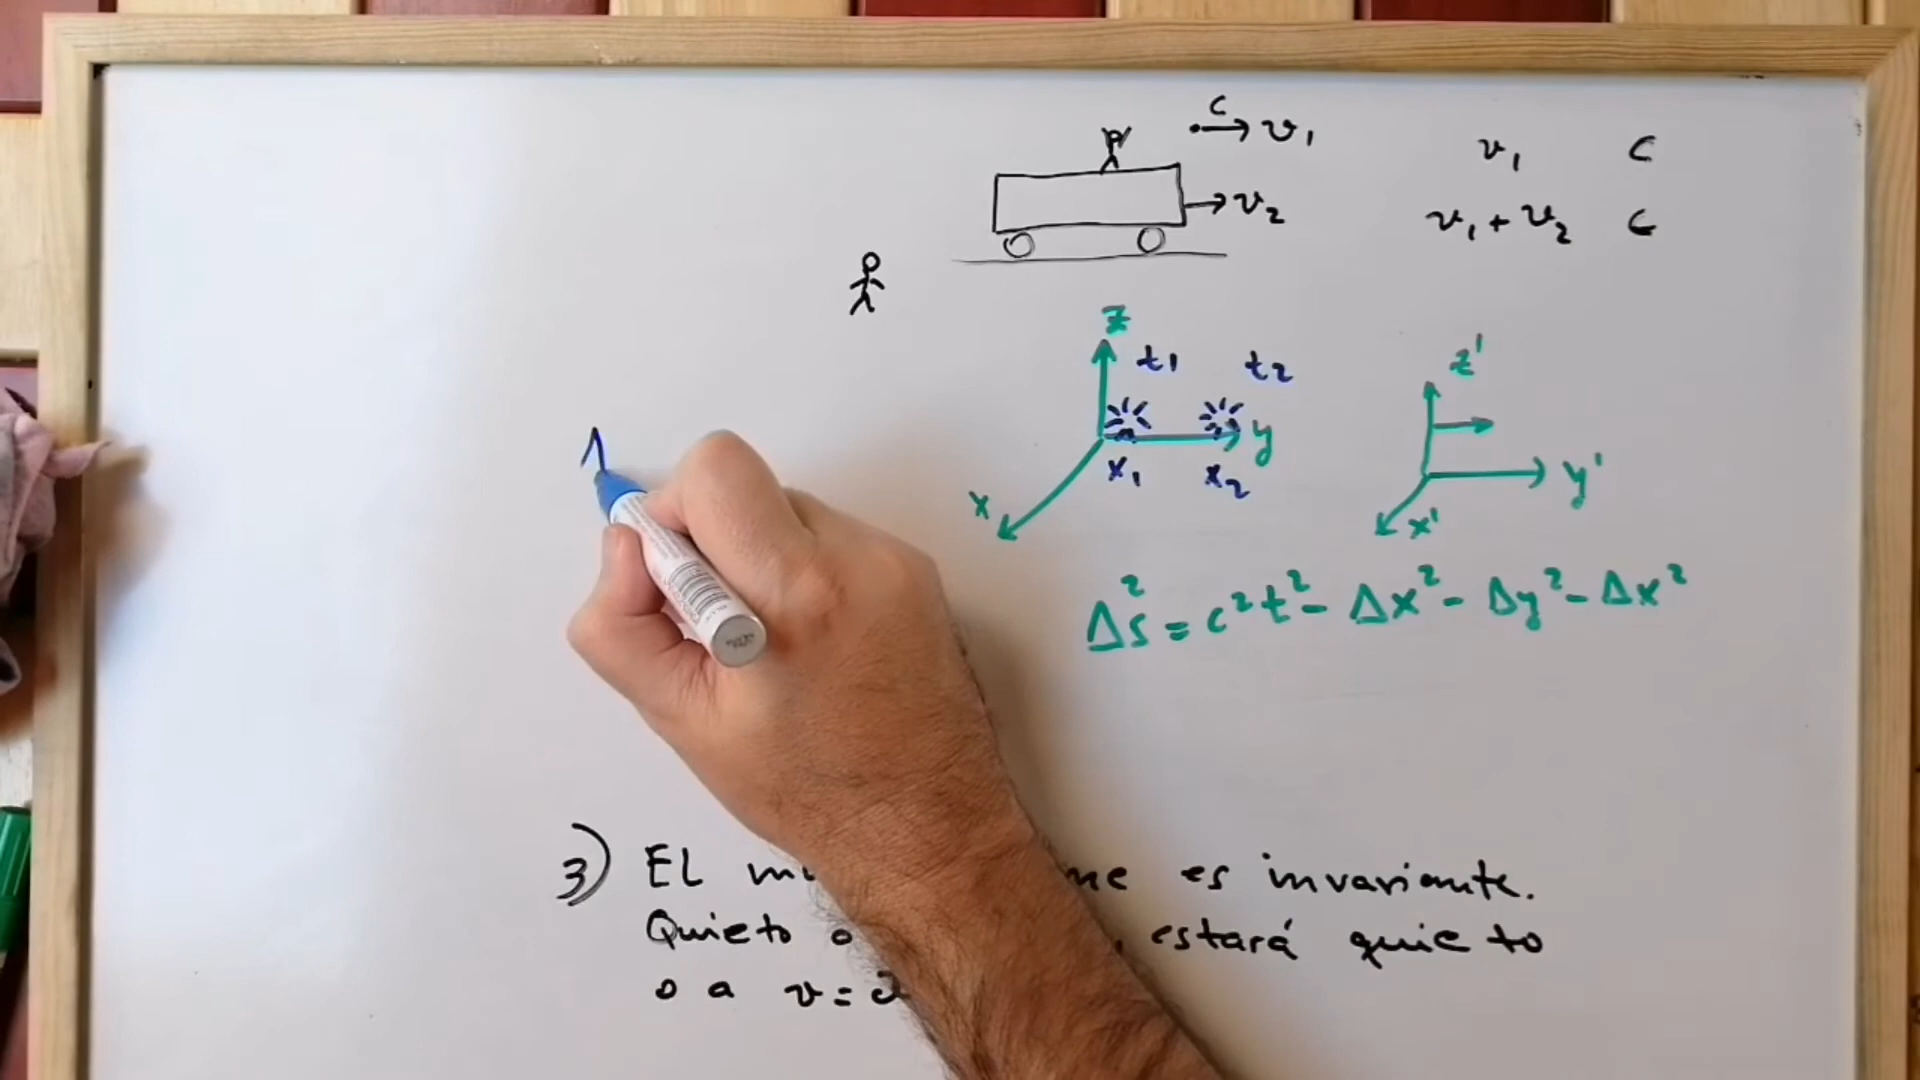 c v₁ v₁ c
v₂ v₁ + v₂ c
z t₁ t₂ z'
y x₁ x₂ y'
x x'
Δs² = c²t² - Δx² - Δy² - Δx²
3) EL me es invariante.
Quieto o , estará quieto
o a v =